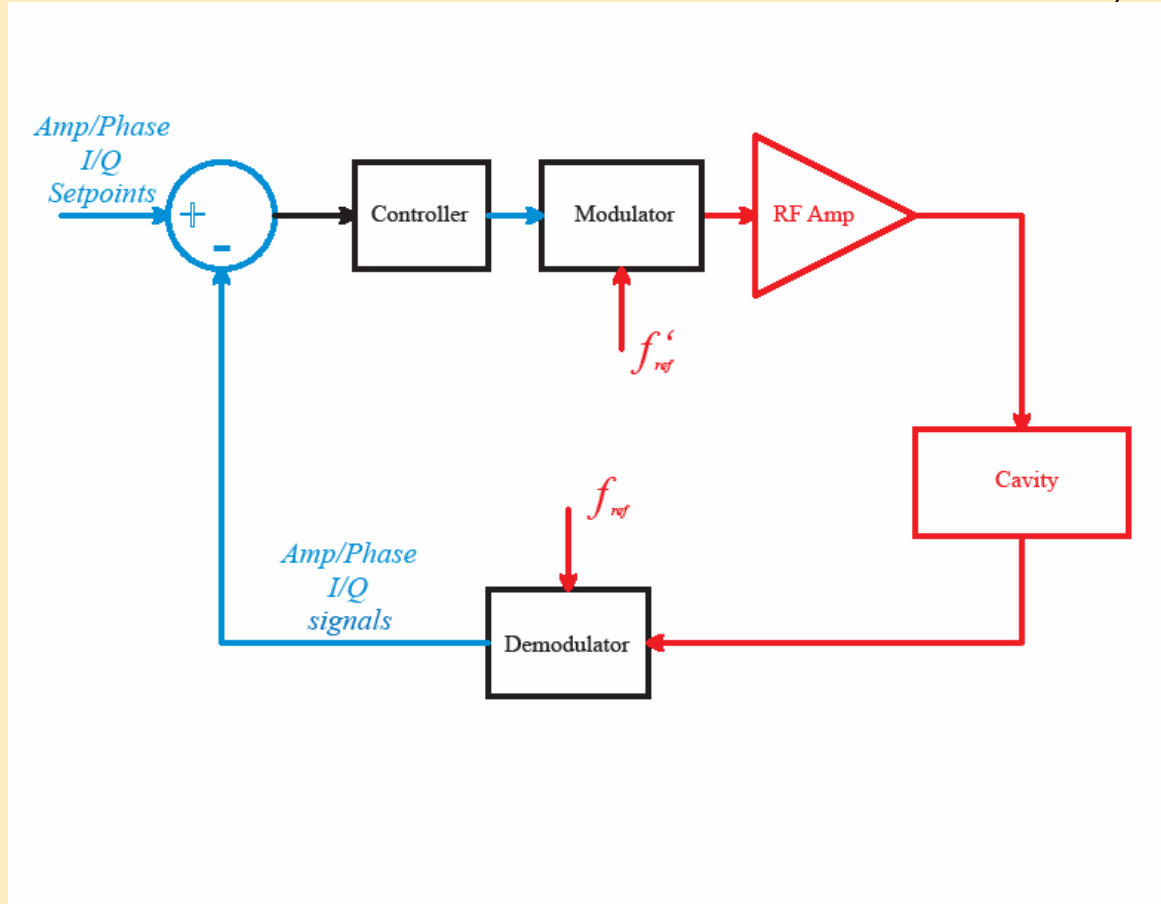 Amp/Phase
I/Q
Setpoints
+
-
Controller
Modulator
RF Amp
f‘ref
Cavity
fref
Amp/Phase
I/Q
signals
Demodulator